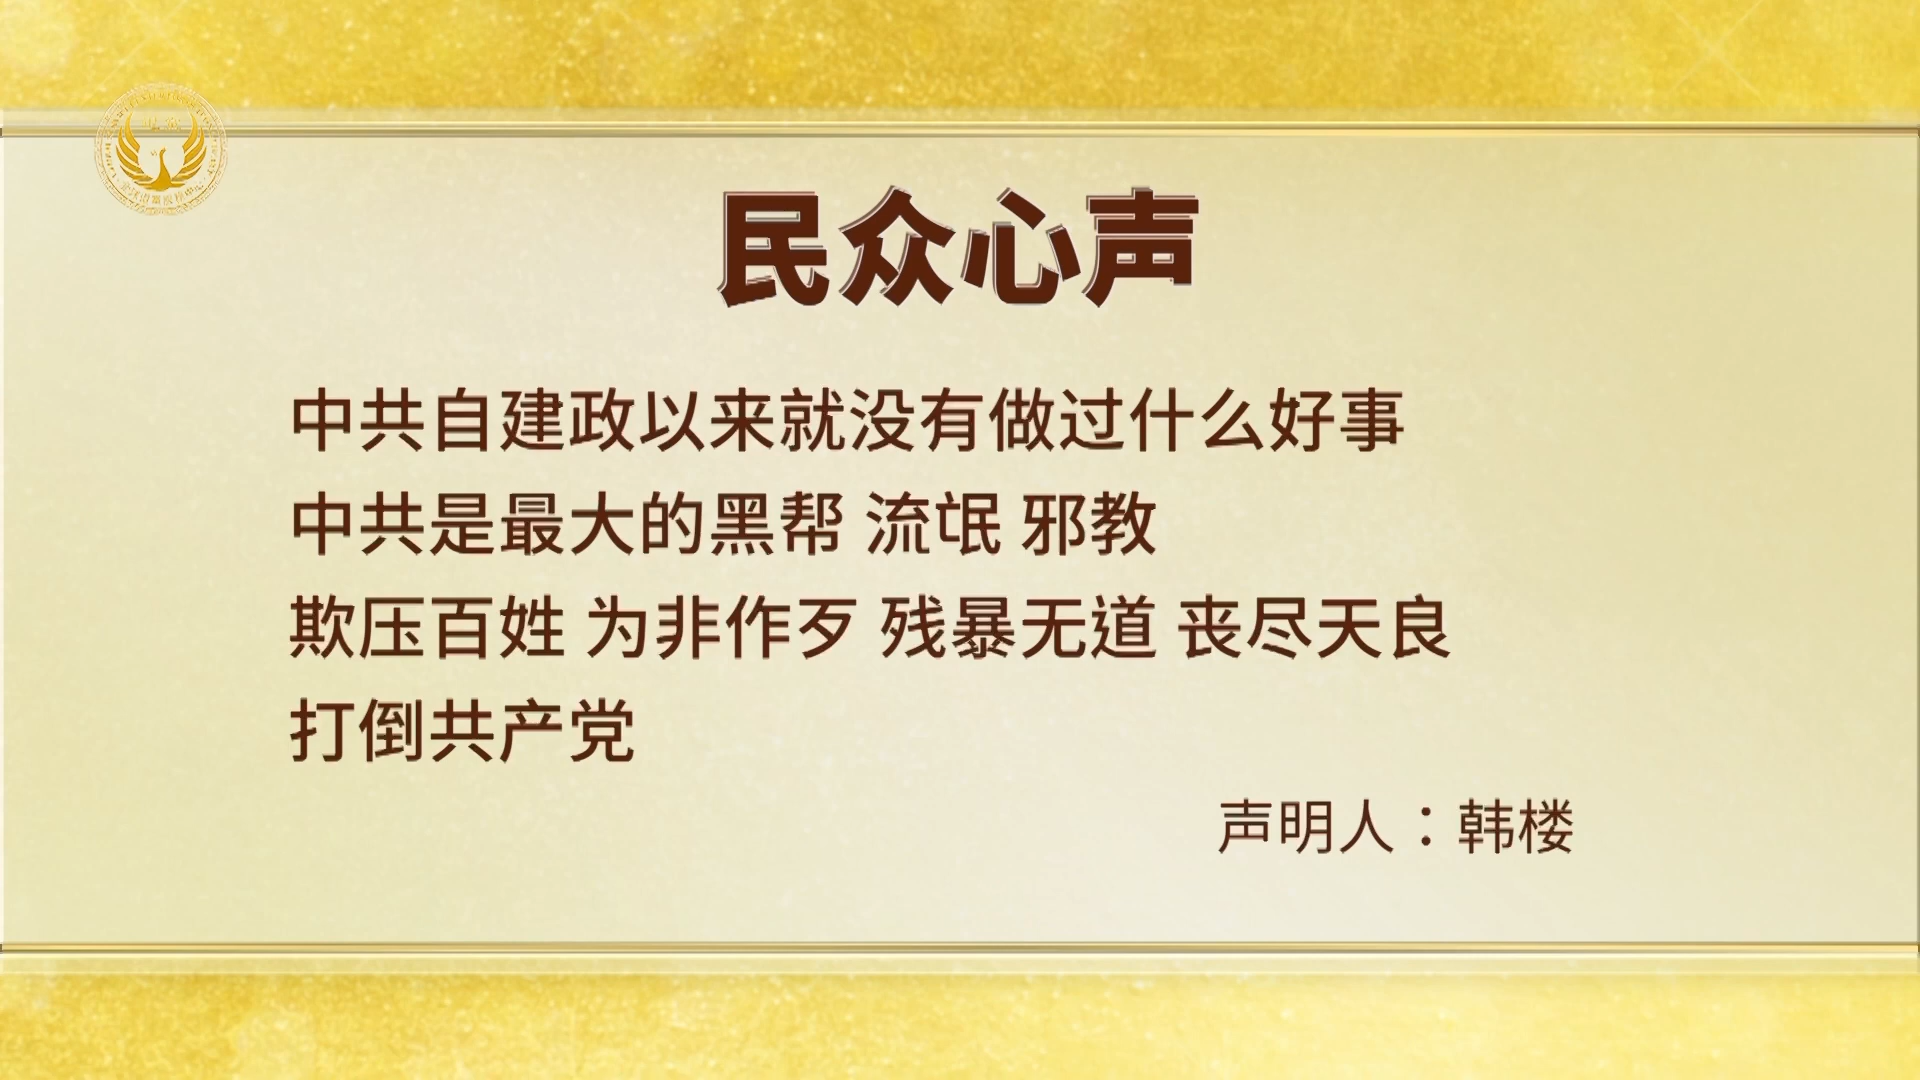 民众心声
中共自建政以来就没有做过什么好事
中共是最大的黑帮 流氓 邪教
欺压百姓 为非作歹 残暴无道 丧尽天良
打倒共产党
声明人：韩楼